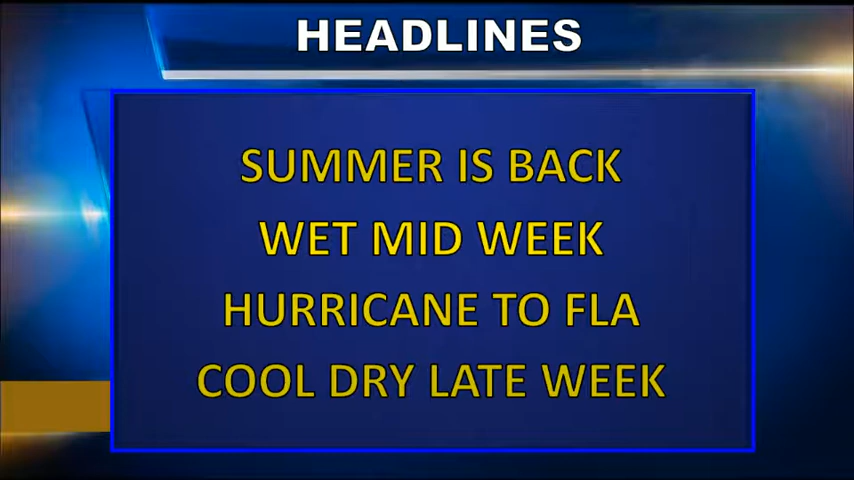 HEADLINES
SUMMER IS BACK
WET MID WEEK
HURRICANE TO FLA
COOL DRY LATE WEEK